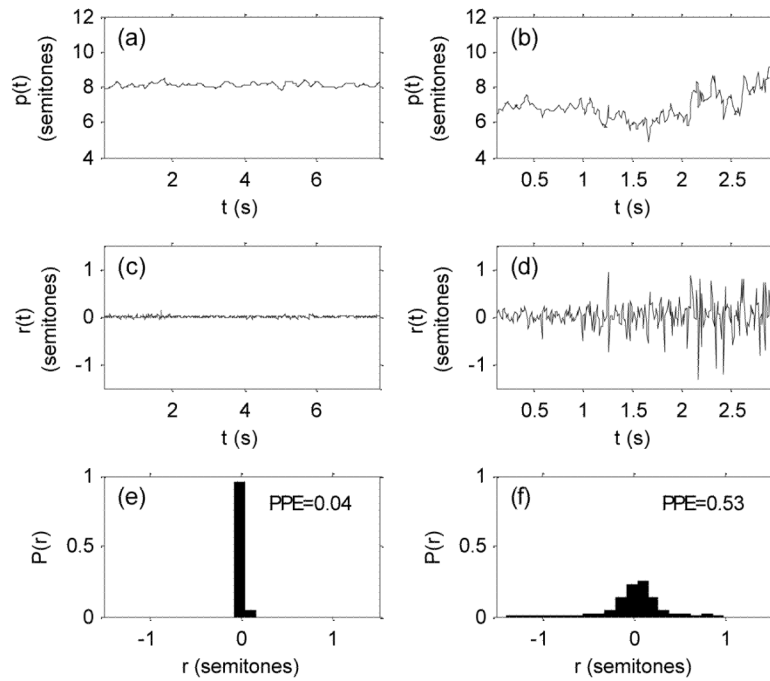 (a)
12
10
8
6
4
p(t)
(semitones)
2 4 6
t (s)
(b)
12
10
8
6
4
p(t)
(semitones)
0.5 1 1.5 2 2.5
t (s)
(c)
1
0
-1
r(t)
(semitones)
2 4 6
t (s)
(d)
1
0
-1
r(t)
(semitones)
0.5 1 1.5 2 2.5
t (s)
(e)
PPE=0.04
1
0.5
0
P(r)
-1 0 1
r (semitones)
(f)
PPE=0.53
1
0.5
0
P(r)
-1 0 1
r (semitones)